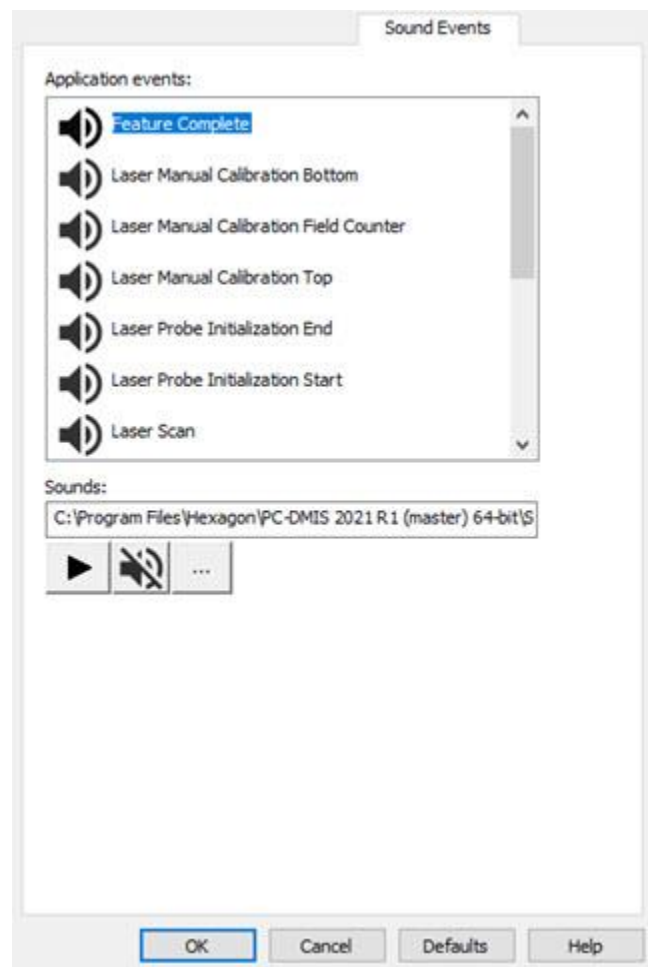 Sound Events
Application events:
Feature Complete
Laser Manual Calibration Bottom
Laser Manual Calibration Field Counter
Laser Manual Calibration Top
Laser Probe Initialization End
Laser Probe Initialization Start
Laser Scan
Sounds:
C:\Program Files\Hexagon\PC-DMIS 2021 R1 (master) 64-bit\S
...
OK Cancel Defaults Help